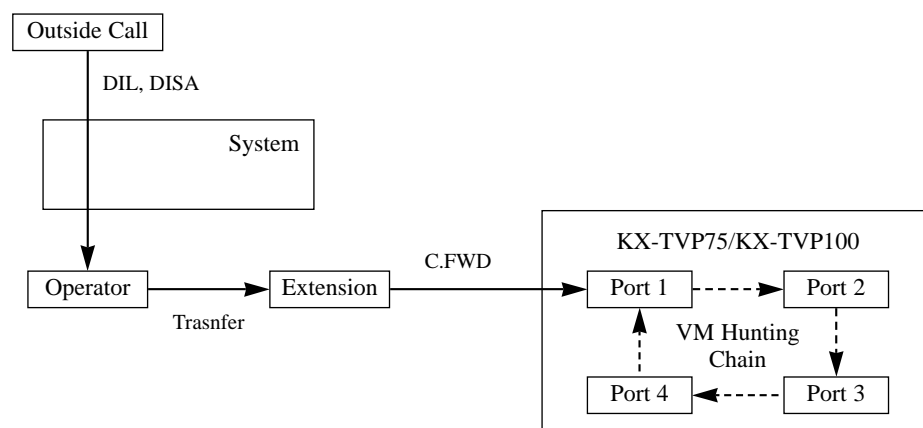 Outside Call
DIL, DISA
System
KX-TVP75/KX-TVP100
C.FWD
Operator
Extension
Port 1
Port 2
Trasnfer
VM Hunting
Chain
Port 4
Port 3